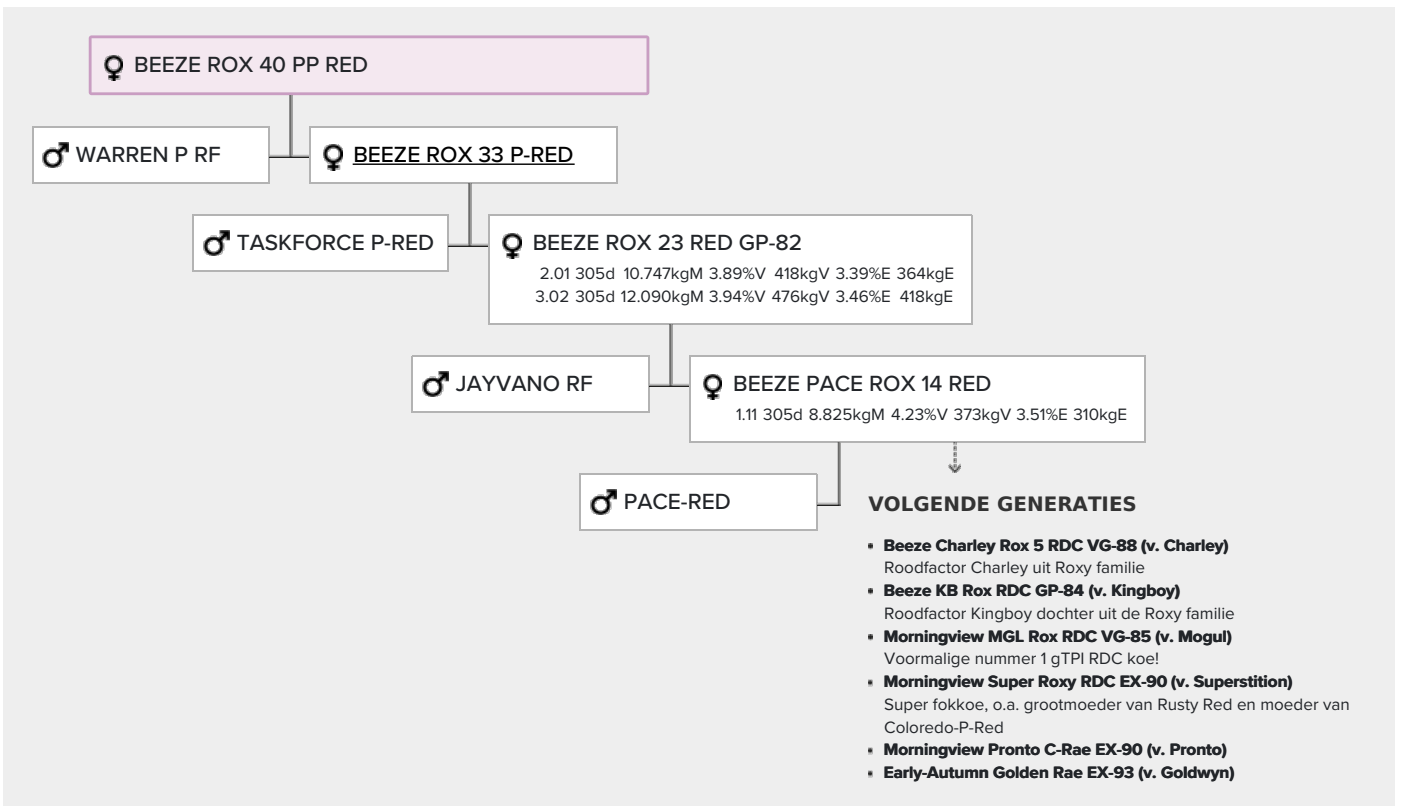 BEEZE ROX 40 PP RED
WARREN P RF
BEEZE ROX 33 P-RED
TASKFORCE P-RED
BEEZE ROX 23 RED GP-82
2.01 305d 10.747kgM 3.89%V 418kgV 3.39%E 364kgE
3.02 305d 12.090kgM 3.94%V 476kgV 3.46%E 418kgE
JAYVANO RF
BEEZE PACE ROX 14 RED
1.11 305d 8.825kgM 4.23%V 373kgV 3.51%E 310kgE
PACE-RED
VOLGENDE GENERATIES
Beeze Charley Rox 5 RDC VG-88 (v. Charley)
Roodfactor Charley uit Roxy familie
Beeze KB Rox RDC GP-84 (v. Kingboy)
Roodfactor Kingboy dochter uit de Roxy familie
Morningview MGL Rox RDC VG-85 (v. Mogul)
Voormalige nummer 1 gTPI RDC koe!
Morningview Super Roxy RDC EX-90 (v. Superstition)
Super fokkoe, o.a. grootmoeder van Rusty Red en moeder van
Coloredo-P-Red
Morningview Pronto C-Rae EX-90 (v. Pronto)
Early-Autumn Golden Rae EX-93 (v. Goldwyn)